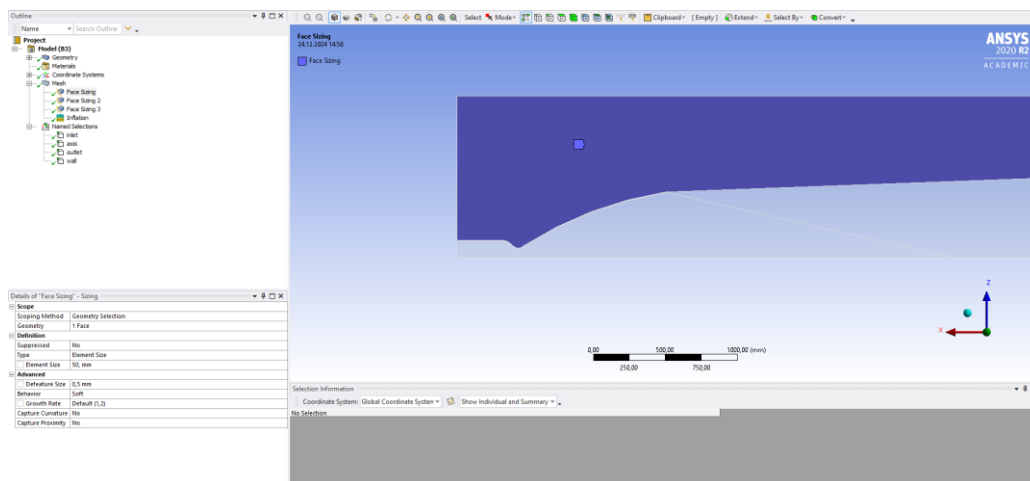 Outline
Name
Search Outline
Project
Model (B3)
Geometry
Materials
Coordinate Systems
Mesh
Face Sizing
Face Sizing 2
Face Sizing 3
Inflation
Named Selections
inlet
axis
outlet
wall
Details of "Face Sizing" - Sizing
Scope
Scoping Method Geometry Selection
Geometry 1 Face
Definition
Suppressed No
Type Element Size
Element Size 50, mm
Advanced
Defeature Size 0,5 mm
Behavior Soft
Growth Rate Default (1,2)
Capture Curvature No
Capture Proximity No
Select Mode Clipboard [ Empty ] Extend Select By Convert
Face Sizing
24.12.2024 14:56
Face Sizing
ANSYS
2020 R2
ACADEMIC
Z
X
0,00 500,00 1000,00 (mm)
250,00 750,00
Selection Information
Coordinate System: Global Coordinate System Show Individual and Summary
No Selection